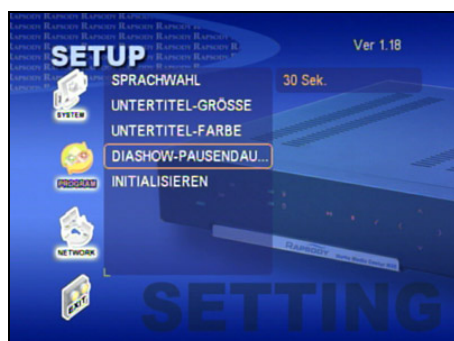 SETUP
Ver 1.18
SPRACHWAHL
30 Sek.
UNTERTITEL-GRÖSSE
UNTERTITEL-FARBE
DIASHOW-PAUSENDAU...
INITIALISIEREN
SYSTEM
PROGRAM
NETWORK
EXIT
RAPSODY
SETTING